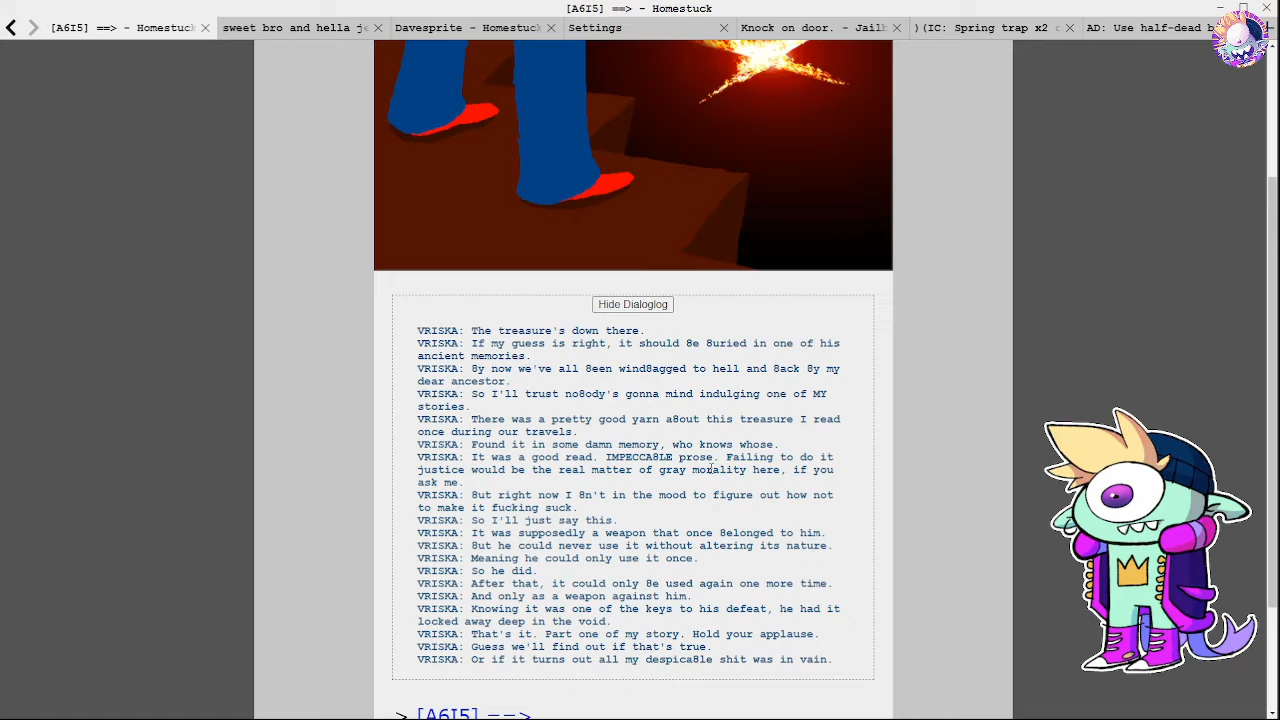 [A6I5] ==> - Homestuck
[A6I5] ==> - Homestuck
sweet bro and hella je
Davesprite - Homestuck
Settings
Knock on door. - Jailb
)(IC: Spring trap x2 c
AD: Use half-dead b
Hide Dialoglog
VRISKA: The treasure's down there.
VRISKA: If my guess is right, it should 8e 8uried in one of his
ancient memories.
VRISKA: 8y now we've all 8een wind8agged to hell and 8ack 8y my
dear ancestor.
VRISKA: So I'll trust no8ody's gonna mind indulging one of MY
stories.
VRISKA: There was a pretty good yarn a8out this treasure I read
once during our travels.
VRISKA: Found it in some damn memory, who knows whose.
VRISKA: It was a good read. IMPECCA8LE prose. Failing to do it
justice would be the real matter of gray morality here, if you
ask me.
VRISKA: 8ut right now I 8n't in the mood to figure out how not
to make it fucking suck.
VRISKA: So I'll just say this.
VRISKA: It was supposedly a weapon that once 8elonged to him.
VRISKA: 8ut he could never use it without altering its nature.
VRISKA: Meaning he could only use it once.
VRISKA: So he did.
VRISKA: After that, it could only 8e used again one more time.
VRISKA: And only as a weapon against him.
VRISKA: Knowing it was one of the keys to his defeat, he had it
locked away deep in the void.
VRISKA: That's it. Part one of my story. Hold your applause.
VRISKA: Guess we'll find out if that's true.
VRISKA: Or if it turns out all my despica8le shit was in vain.
> [A6I5] ==>